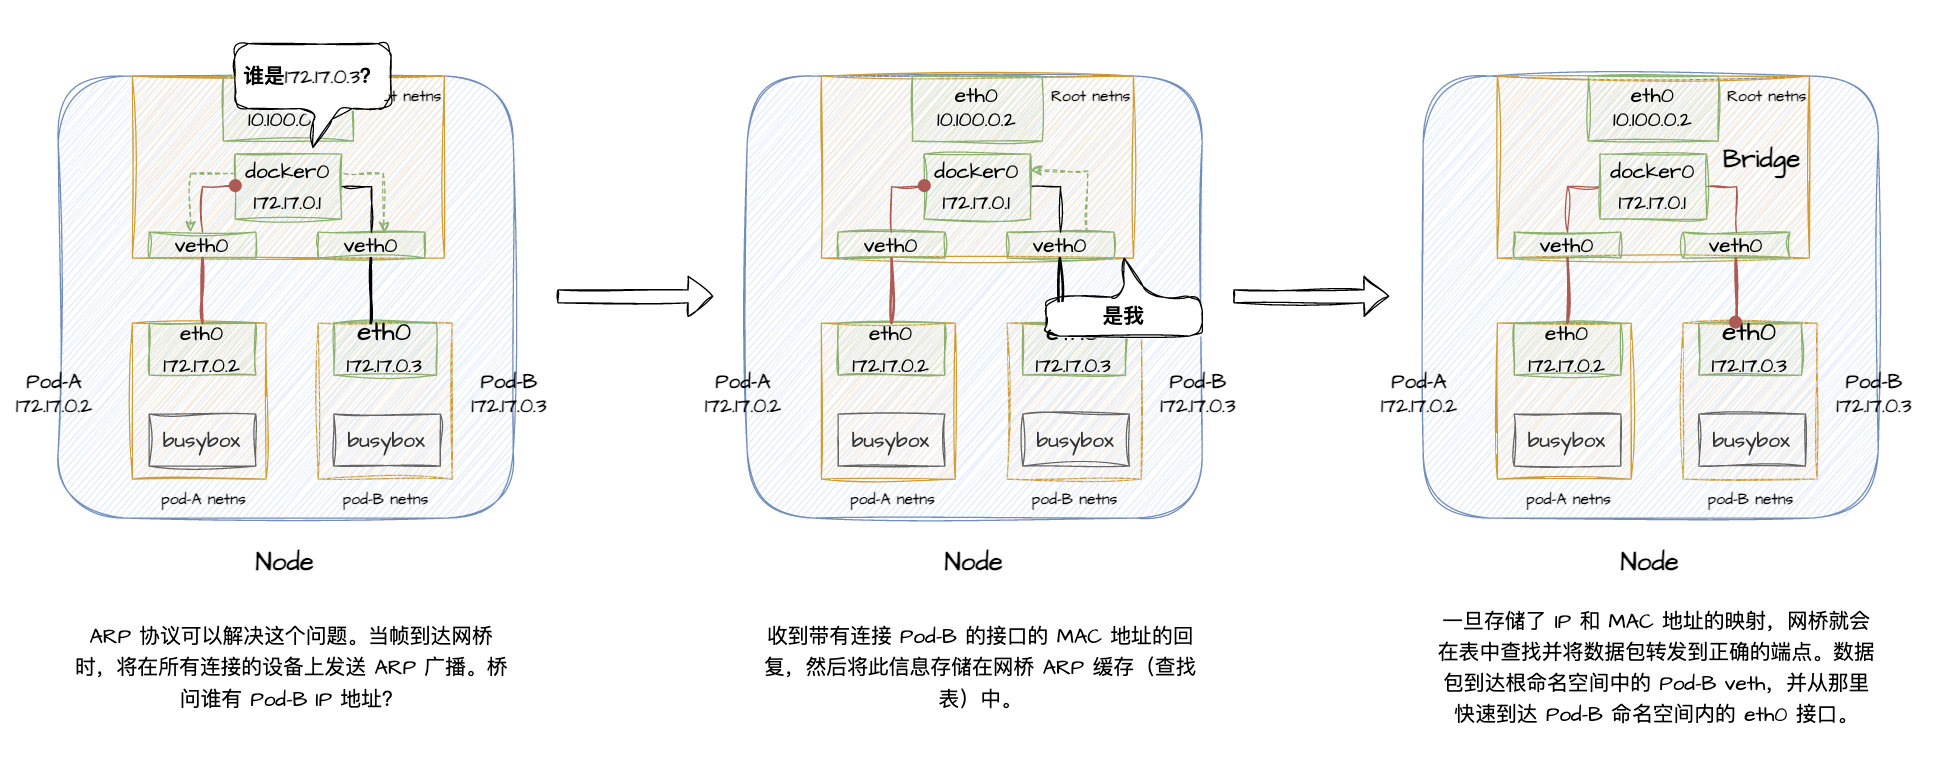 谁是172.17.0.3?
netns
10.100.0
docker0
172.17.0.1
veth0
veth0
eth0
172.17.0.2
eth0
172.17.0.3
Pod-A
172.17.0.2
Pod-B
172.17.0.3
busybox
busybox
pod-A netns
pod-B netns
Node
ARP 协议可以解决这个问题。当帧到达网桥
时，将在所有连接的设备上发送 ARP 广播。桥
问谁有 Pod-B IP 地址？
eth0
10.100.0.2
Root netns
docker0
172.17.0.1
veth0
veth0
是我
eth0
172.17.0.2
172.17.0.3
Pod-A
172.17.0.2
Pod-B
172.17.0.3
busybox
busybox
pod-A netns
pod-B netns
Node
收到带有连接 Pod-B 的接口的 MAC 地址的回
复，然后将此信息存储在网桥 ARP 缓存（查找
表）中。
eth0
10.100.0.2
Root netns
Bridge
docker0
172.17.0.1
veth0
veth0
eth0
172.17.0.2
eth0
172.17.0.3
Pod-A
172.17.0.2
Pod-B
172.17.0.3
busybox
busybox
pod-A netns
pod-B netns
Node
一旦存储了 IP 和 MAC 地址的映射，网桥就会
在表中查找并将数据包转发到正确的端点。数据
包到达根命名空间中的 Pod-B veth，并从那里
快速到达 Pod-B 命名空间内的 eth0 接口。